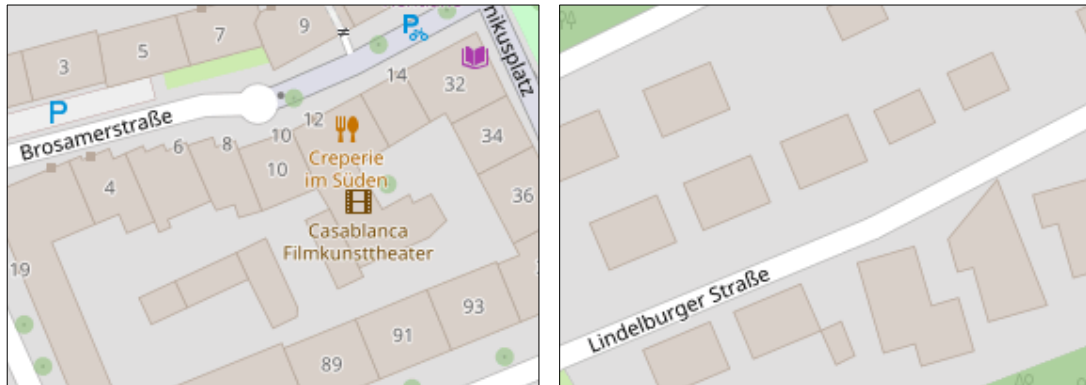 9
7
5
3
P
P
nikusplatz
14
32
12
10
8
6
10
4
34
36
Brosamerstraße
Creperie
im Süden
Casablanca
Filmkunsttheater
19
93
91
89
Lindelburger Straße